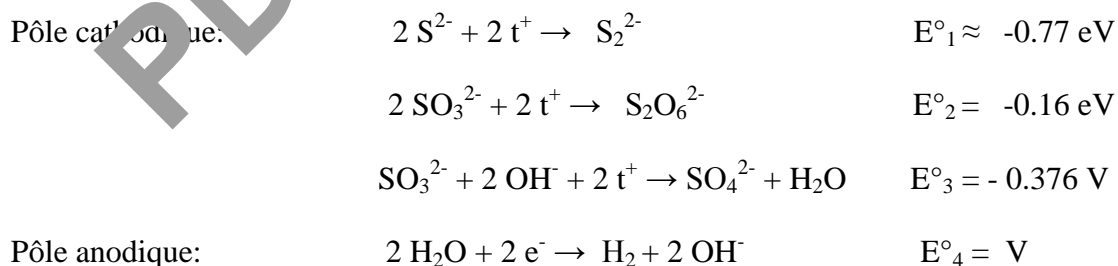 Pôle cathodique: 2 S²⁻ + 2 t⁺ → S₂²⁻ E°₁ ≈ -0.77 eV
2 SO₃²⁻ + 2 t⁺ → S₂O₆²⁻ E°₂ = -0.16 eV
SO₃²⁻ + 2 OH⁻ + 2 t⁺ → SO₄²⁻ + H₂O E°₃ = - 0.376 V
Pôle anodique: 2 H₂O + 2 e⁻ → H₂ + 2 OH⁻ E°₄ = V